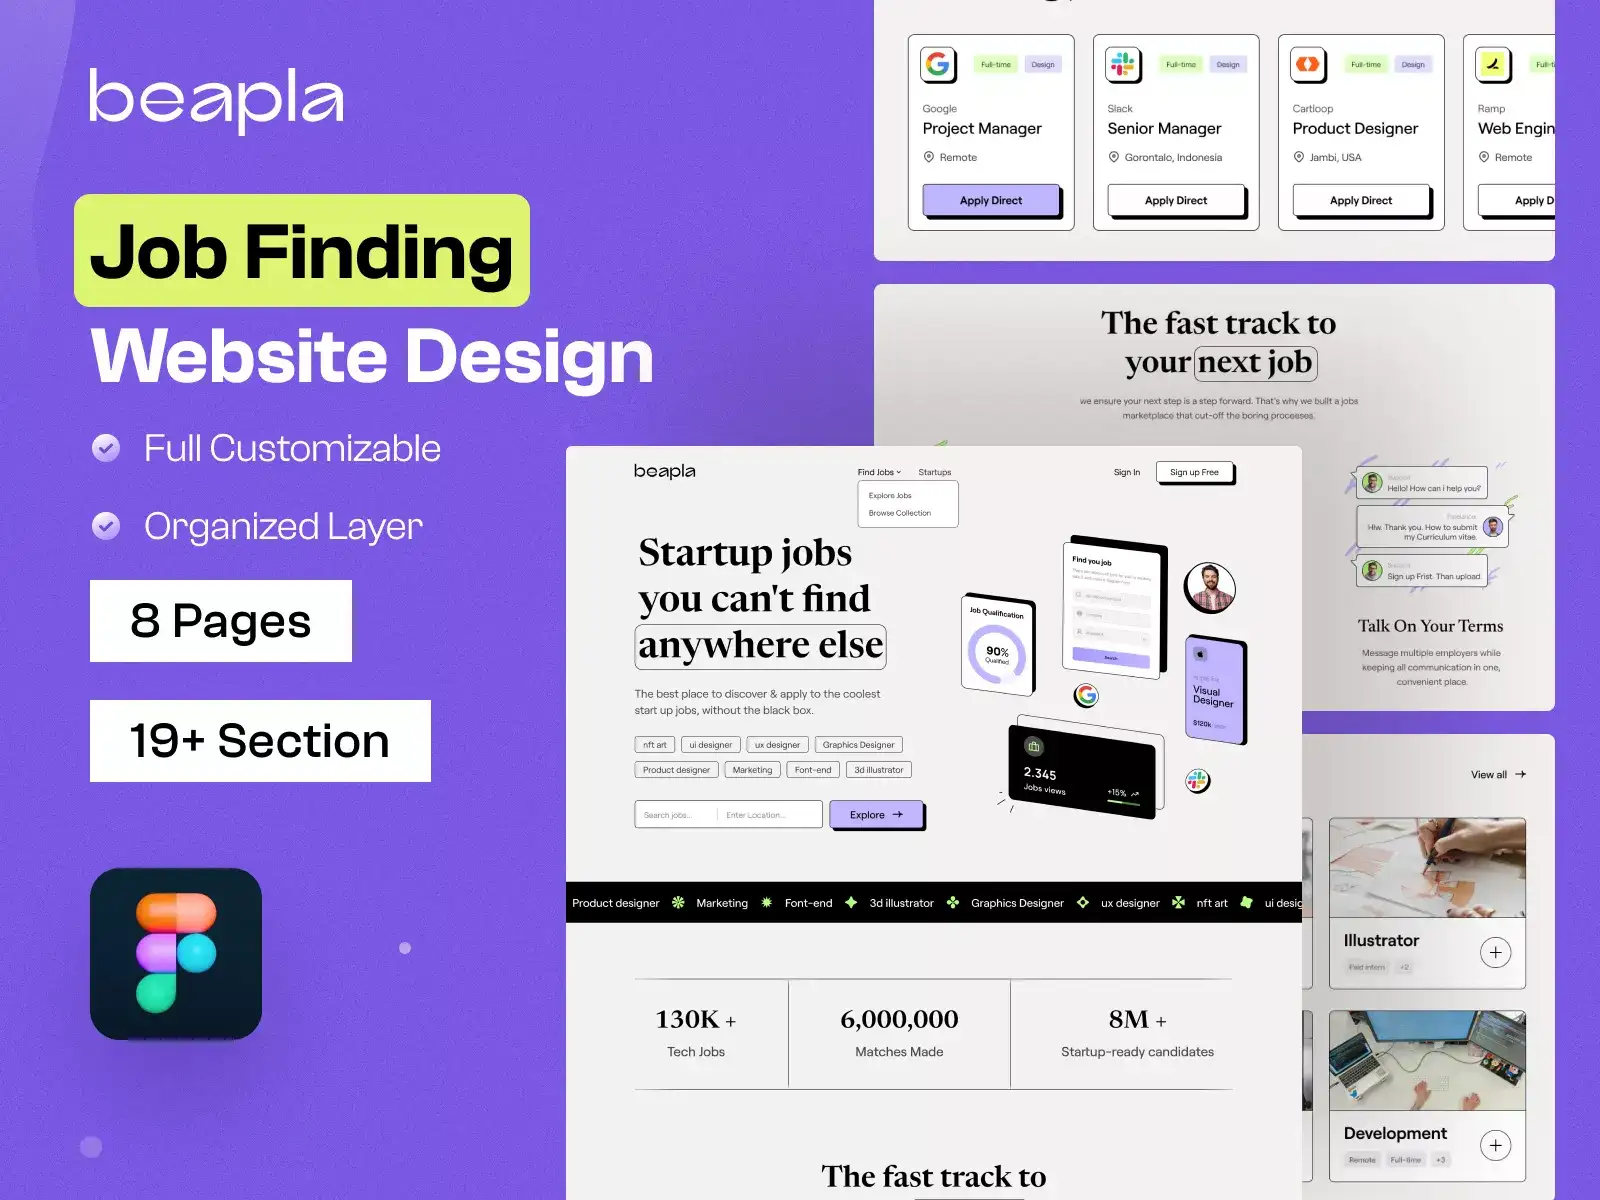 beapla
Job Finding
Website Design
Full Customizable
Organized Layer
8 Pages
19+ Section
Full-time
Design
Google
Project Manager
Remote
Apply Direct
Full-time
Design
Slack
Senior Manager
Gorontalo, Indonesia
Apply Direct
Full-time
Design
Cartloop
Product Designer
Jambi, USA
Apply Direct
Full-t
Ramp
Web Engin
Remote
Apply D
The fast track to
your next job
we ensure your next step is a step forward. That's why we built a jobs
marketplace that cut-off the boring processes.
Hello! How can i help you?
Hiw. Thank you. How to submit
my Curriculum vitae.
Sign up Frist. Than upload.
Talk On Your Terms
Message multiple employers while
keeping all communication in one,
convenient place.
beapla
Find Jobs
Startups
Sign In
Sign up Free
Explore Jobs
Browse Collection
Startup jobs
you can't find
anywhere else
The best place to discover & apply to the coolest
start up jobs, without the black box.
nft art
ui designer
ux designer
Graphics Designer
Product designer
Marketing
Font-end
3d illustrator
Search jobs...
Enter Location...
Explore
Job Qualification
90%
Qualified
Find you job
Search
Visual
Designer
$120k
2.345
Jobs views
+15%
Product designer
Marketing
Font-end
3d illustrator
Graphics Designer
ux designer
nft art
ui desig
130K +
Tech Jobs
6,000,000
Matches Made
8M +
Startup-ready candidates
The fast track to
View all
Illustrator
Paid intens
+2
Development
Remote
Full-time
+3